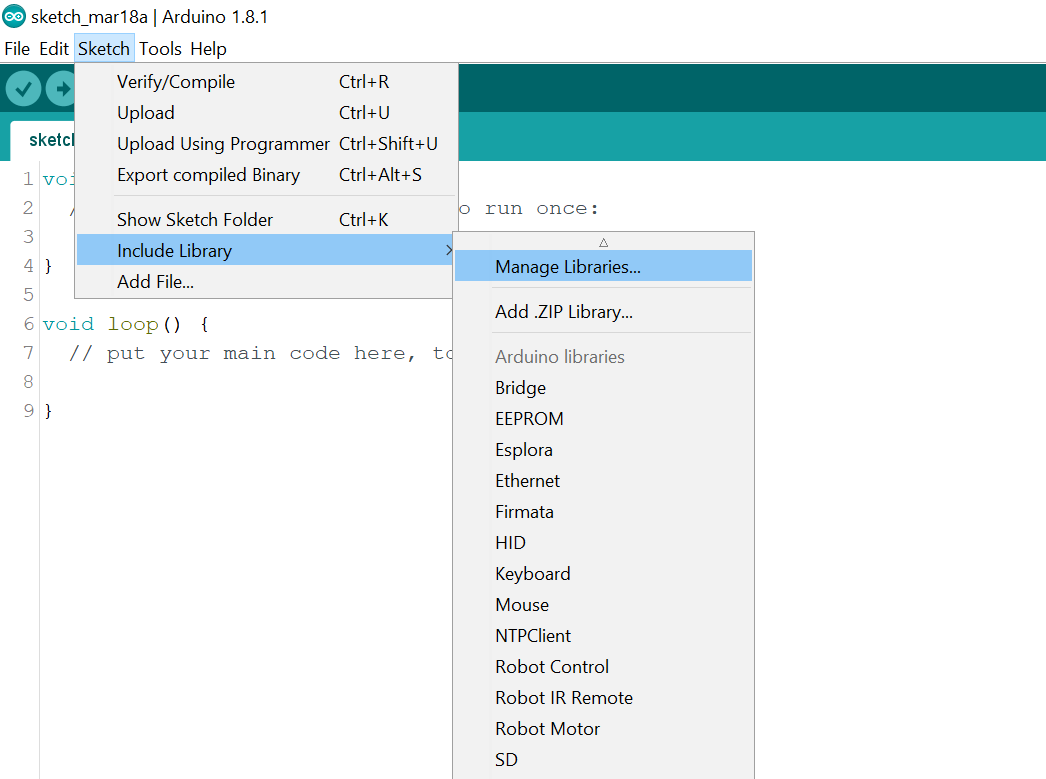 sketch_mar18a | Arduino 1.8.1
File Edit Sketch Tools Help
Verify/Compile Ctrl+R
Upload Ctrl+U
Upload Using Programmer Ctrl+Shift+U
Export compiled Binary Ctrl+Alt+S
Show Sketch Folder Ctrl+K
Include Library
Add File...
Manage Libraries...
Add .ZIP Library...
Arduino libraries
Bridge
EEPROM
Esplora
Ethernet
Firmata
HID
Keyboard
Mouse
NTPClient
Robot Control
Robot IR Remote
Robot Motor
SD
1
2 run once:
3
4 }
5
6 void loop() {
7 // put your main code here,
8
9 }